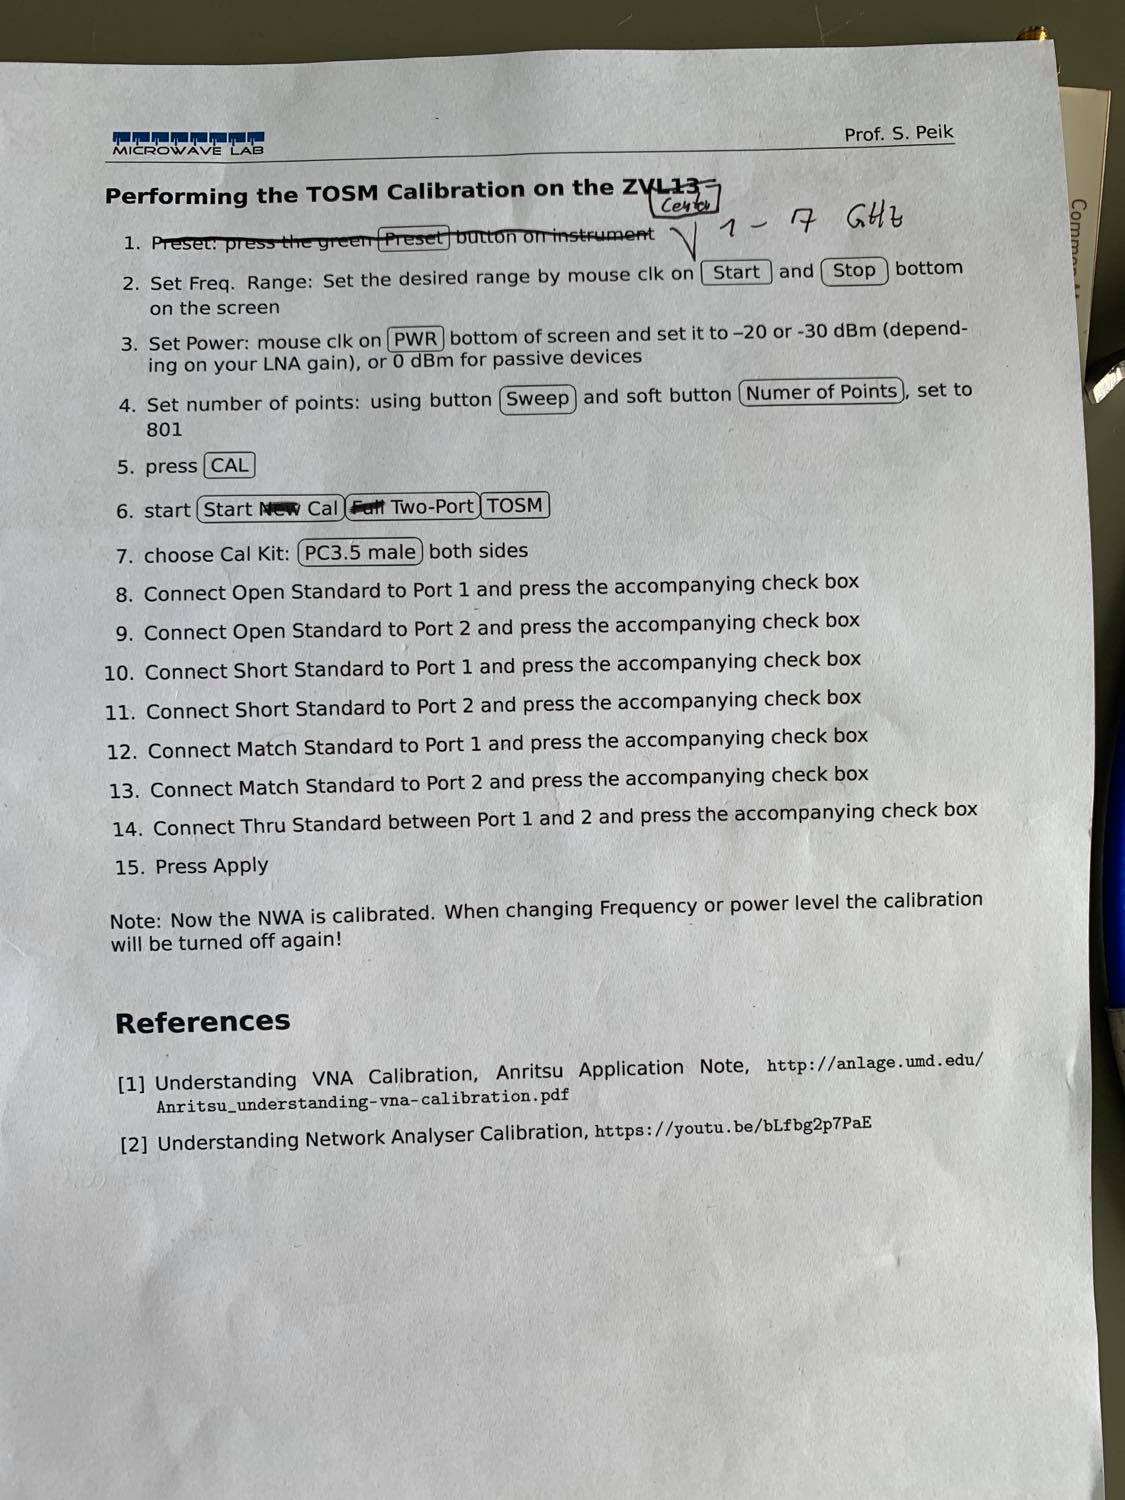 MICROWAVE LAB
Prof. S. Peik
Performing the TOSM Calibration on the ZVL13
Center
1 - 7 GHz
1. Preset: press the green Preset button on instrument
2. Set Freq. Range: Set the desired range by mouse clk on Start and Stop bottom
on the screen
3. Set Power: mouse clk on PWR bottom of screen and set it to –20 or -30 dBm (depend-
ing on your LNA gain), or 0 dBm for passive devices
4. Set number of points: using button Sweep and soft button Numer of Points, set to
801
5. press CAL
6. start Start New Cal Full Two-Port TOSM
7. choose Cal Kit: PC3.5 male both sides
8. Connect Open Standard to Port 1 and press the accompanying check box
9. Connect Open Standard to Port 2 and press the accompanying check box
10. Connect Short Standard to Port 1 and press the accompanying check box
11. Connect Short Standard to Port 2 and press the accompanying check box
12. Connect Match Standard to Port 1 and press the accompanying check box
13. Connect Match Standard to Port 2 and press the accompanying check box
14. Connect Thru Standard between Port 1 and 2 and press the accompanying check box
15. Press Apply
Note: Now the NWA is calibrated. When changing Frequency or power level the calibration
will be turned off again!
References
[1] Understanding VNA Calibration, Anritsu Application Note, http://anlage.umd.edu/
Anritsu_understanding-vna-calibration.pdf
[2] Understanding Network Analyser Calibration, https://youtu.be/bLfbg2p7PaE